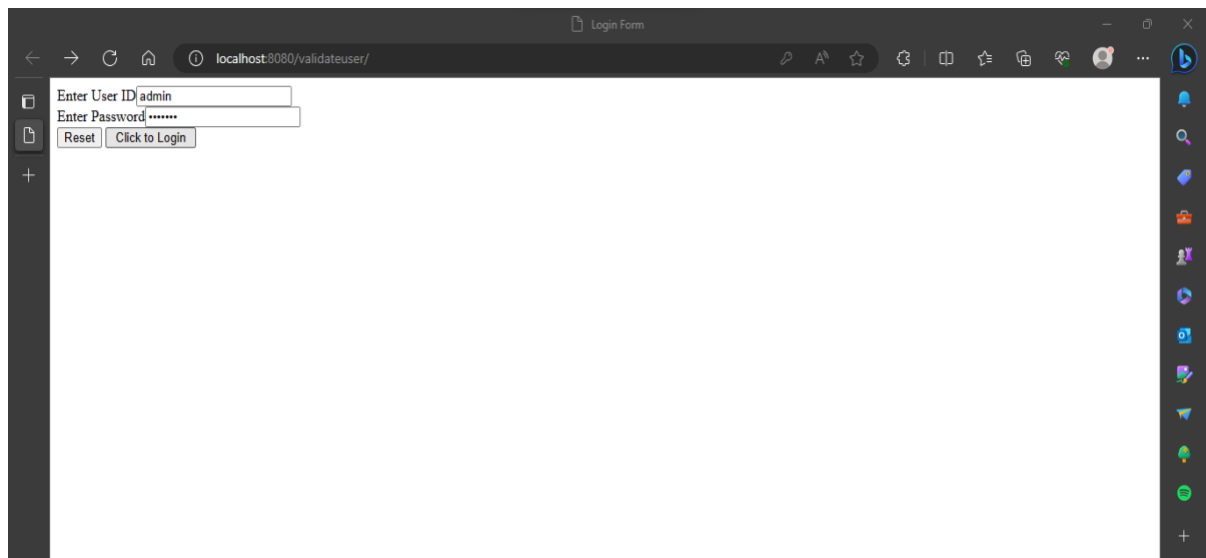 Login Form
localhost:8080/validateuser/
Enter User ID admin
Enter Password •••••••
Reset Click to Login